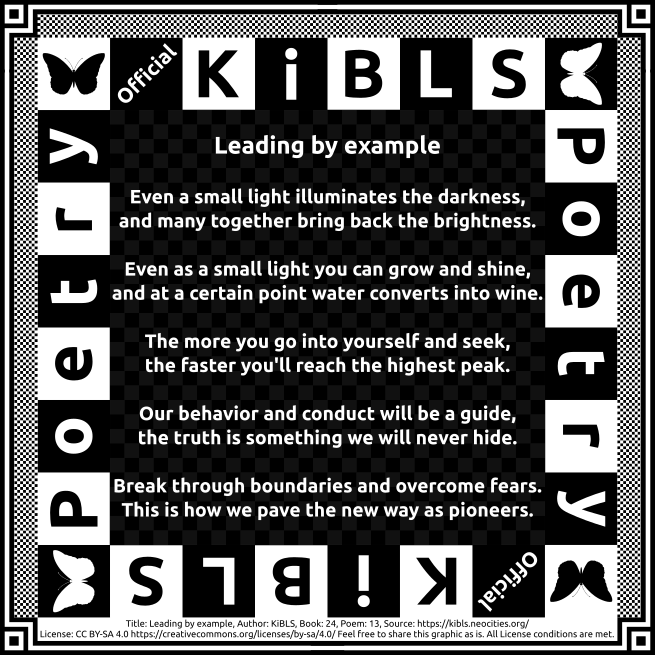 Official KiBLS
Poetry
Poetry
Leading by example
Even a small light illuminates the darkness,
and many together bring back the brightness.
Even as a small light you can grow and shine,
and at a certain point water converts into wine.
The more you go into yourself and seek,
the faster you'll reach the highest peak.
Our behavior and conduct will be a guide,
the truth is something we will never hide.
Break through boundaries and overcome fears.
This is how we pave the new way as pioneers.
Official KiBLS
Title: Leading by example, Author: KiBLS, Book: 24, Poem: 13, Source: https://kibls.neocities.org/
License: CC BY-SA 4.0 https://creativecommons.org/licenses/by-sa/4.0/ Feel free to share this graphic as is. All License conditions are met.